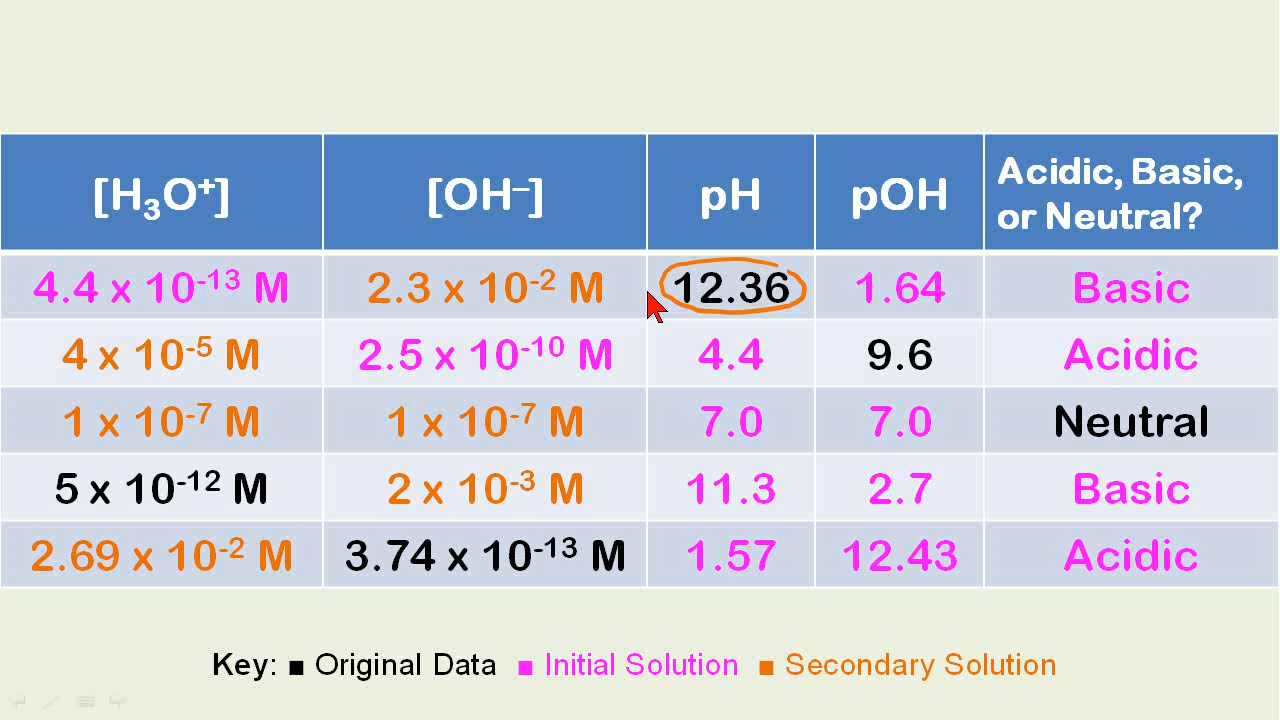 [H₃O⁺] [OH⁻] pH pOH Acidic, Basic, or Neutral?
4.4 x 10⁻¹³ M 2.3 x 10⁻² M 12.36 1.64 Basic
4 x 10⁻⁵ M 2.5 x 10⁻¹⁰ M 4.4 9.6 Acidic
1 x 10⁻⁷ M 1 x 10⁻⁷ M 7.0 7.0 Neutral
5 x 10⁻¹² M 2 x 10⁻³ M 11.3 2.7 Basic
2.69 x 10⁻² M 3.74 x 10⁻¹³ M 1.57 12.43 Acidic
Key: ■ Original Data ■ Initial Solution ■ Secondary Solution